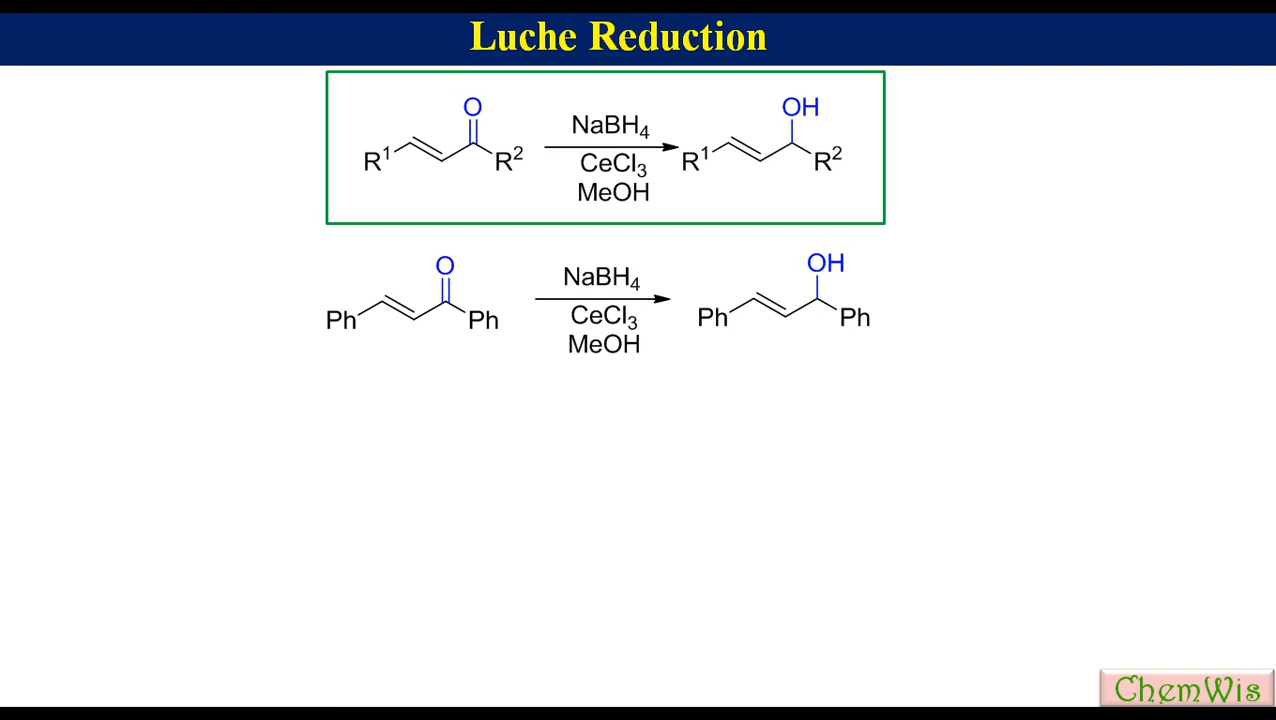 Luche Reduction
O OH
NaBH4
R1 R2 R1 R2
CeCl3
MeOH
O OH
NaBH4
Ph Ph Ph Ph
CeCl3
MeOH
ChemWis